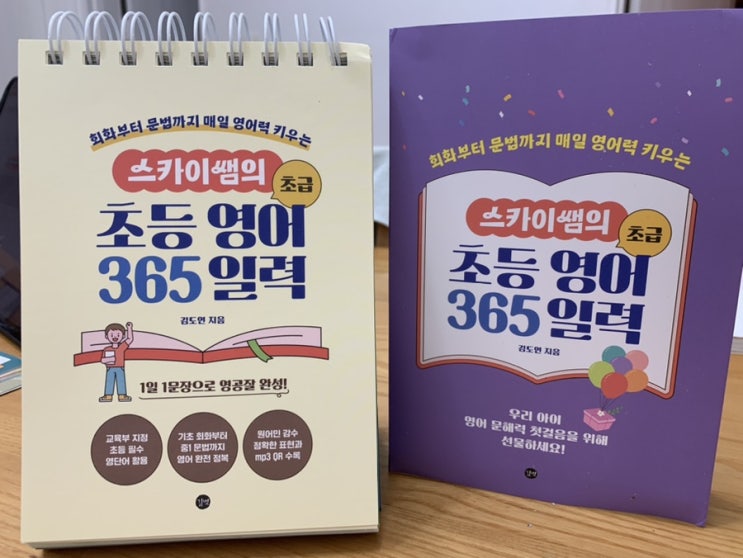 회화부터 문법까지 매일 영어력 키우는
스카이쌤의
초급
초등 영어
365 일력
김도연 지음
1일 1문장으로 영공잘 완성!
교육부 지정
초등 필수
영단어 활용
기초 회화부터
중1 문법까지
영어 완전 정복
원어민 감수
정확한 표현과
mp3 QR 수록
길벗
회화부터 문법까지 매일 영어력 키우는
스카이쌤의
초급
초등 영어
365 일력
김도연 지음
우리 아이
영어 문해력 첫걸음을 위해
선물하세요!
길벗